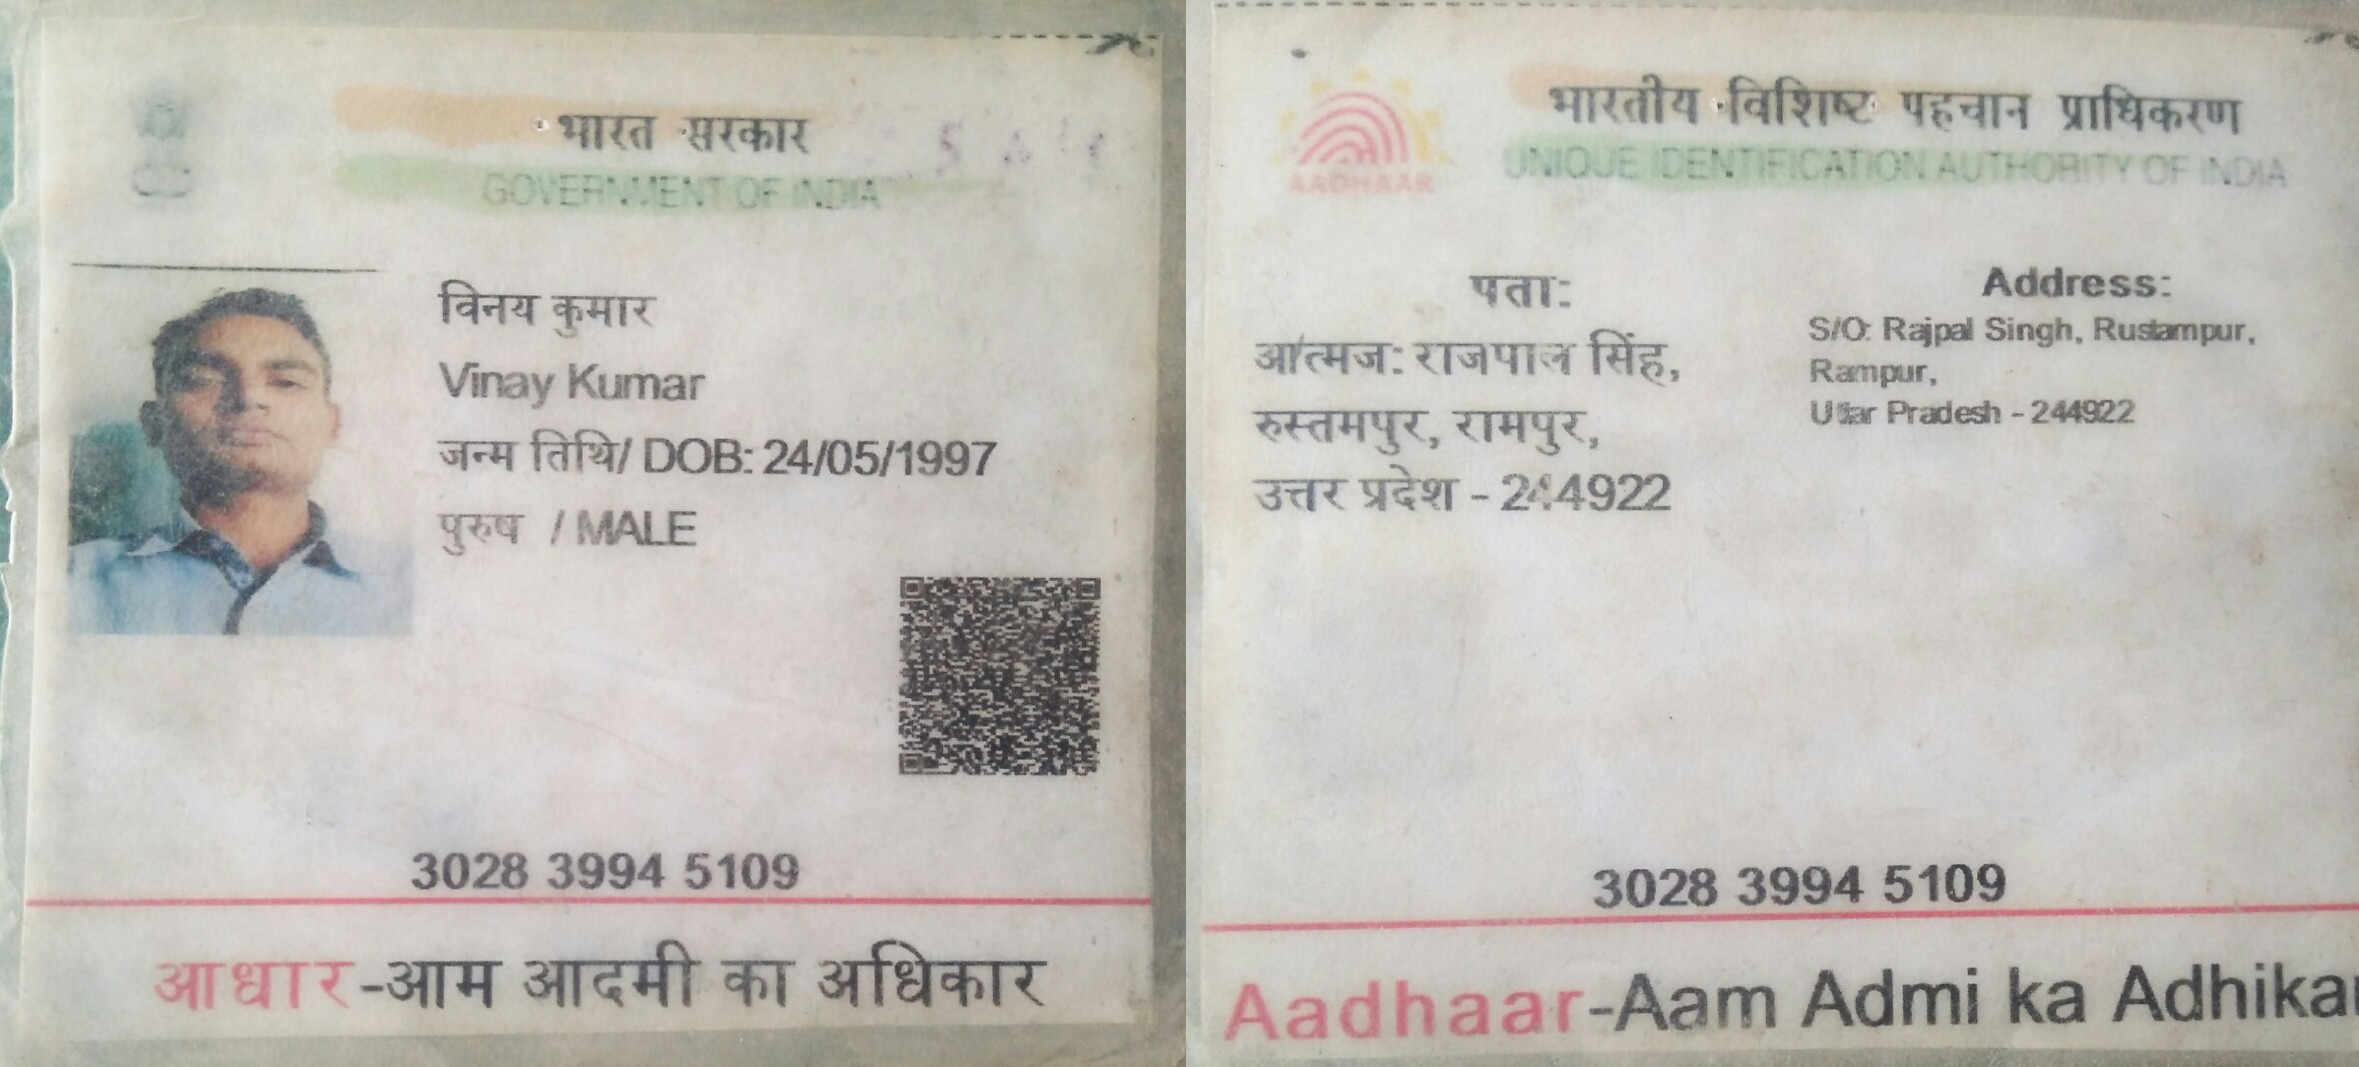 भारत सरकार
GOVERNMENT OF INDIA
विनय कुमार
Vinay Kumar
जन्म तिथि/ DOB: 24/05/1997
पुरुष / MALE
3028 3994 5109
आधार-आम आदमी का अधिकार
भारतीय विशिष्ट पहचान प्राधिकरण
UNIQUE IDENTIFICATION AUTHORITY OF INDIA
AADHAAR
पता:
आत्मज: राजपाल सिंह,
रुस्तमपुर, रामपुर,
उत्तर प्रदेश - 244922
Address:
S/O: Rajpal Singh, Rustampur,
Rampur,
Uttar Pradesh - 244922
3028 3994 5109
Aadhaar-Aam Admi ka Adhikar